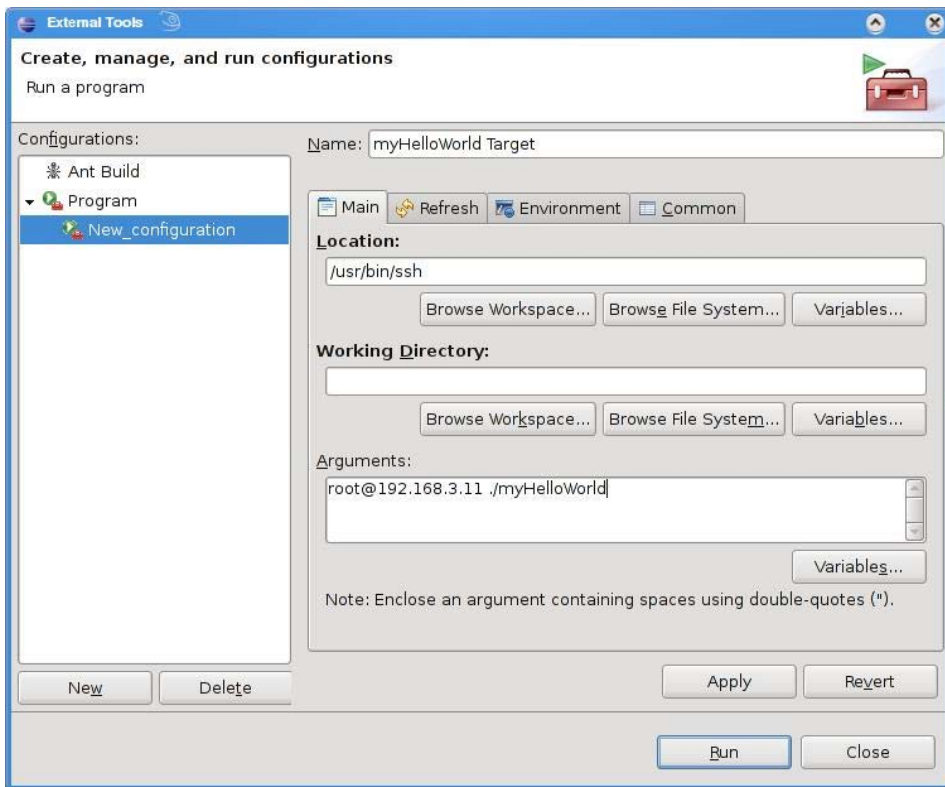 External Tools
Create, manage, and run configurations
Run a program
Configurations:
Ant Build
Program
New_configuration
New
Delete
Name: myHelloWorld Target
Main Refresh Environment Common
Location:
/usr/bin/ssh
Browse Workspace... Browse File System... Variables...
Working Directory:
Browse Workspace... Browse File System... Variables...
Arguments:
root@192.168.3.11 ./myHelloWorld
Variables...
Note: Enclose an argument containing spaces using double-quotes (").
Apply Revert
Run Close